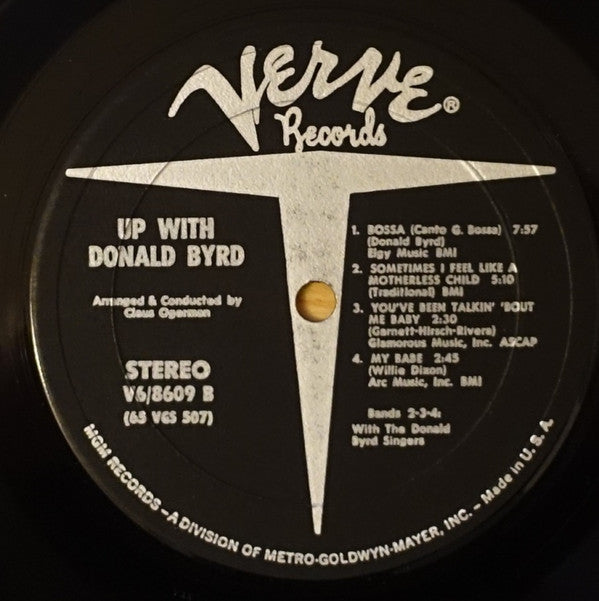 VERVE®
Records
UP WITH
DONALD BYRD
Arranged & Conducted by
Claus Ogerman
STEREO
V6/8609 B
(65 VGS 507)
1. BOSSA (Canto G. Bossa) 7:57
(Donald Byrd)
Elgy Music BMI
2. SOMETIMES I FEEL LIKE A
MOTHERLESS CHILD 5:10
(Traditional) BMI
3. YOU'VE BEEN TALKIN' 'BOUT
ME BABY 2:30
(Garnett-Hirsch-Rivera)
Glamorous Music, Inc. ASCAP
4. MY BABE 2:45
(Willie Dixon)
Arc Music, Inc. BMI
Bands 2-3-4:
With The Donald
Byrd Singers
MGM RECORDS — A DIVISION OF METRO-GOLDWYN-MAYER, INC. — Made in U. S. A.